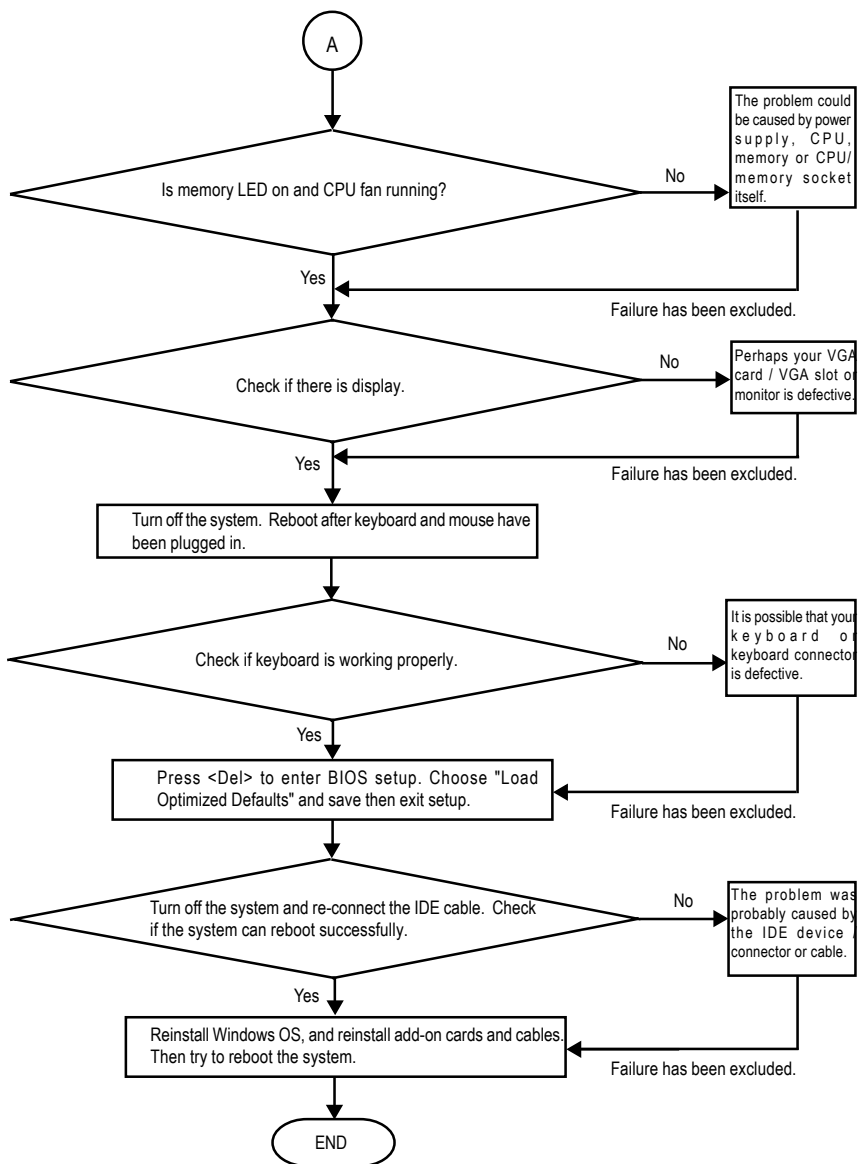 A
Is memory LED on and CPU fan running?
No
The problem could
be caused by power
supply, CPU,
memory or CPU/
memory socket
itself.
Yes
Failure has been excluded.
Check if there is display.
No
Perhaps your VGA
card / VGA slot or
monitor is defective.
Yes
Failure has been excluded.
Turn off the system. Reboot after keyboard and mouse have
been plugged in.
Check if keyboard is working properly.
No
It is possible that your
keyboard or
keyboard connector
is defective.
Yes
Press <Del> to enter BIOS setup. Choose "Load
Optimized Defaults" and save then exit setup.
Failure has been excluded.
Turn off the system and re-connect the IDE cable. Check
if the system can reboot successfully.
No
The problem was
probably caused by
the IDE device /
connector or cable.
Yes
Reinstall Windows OS, and reinstall add-on cards and cables.
Then try to reboot the system.
Failure has been excluded.
END